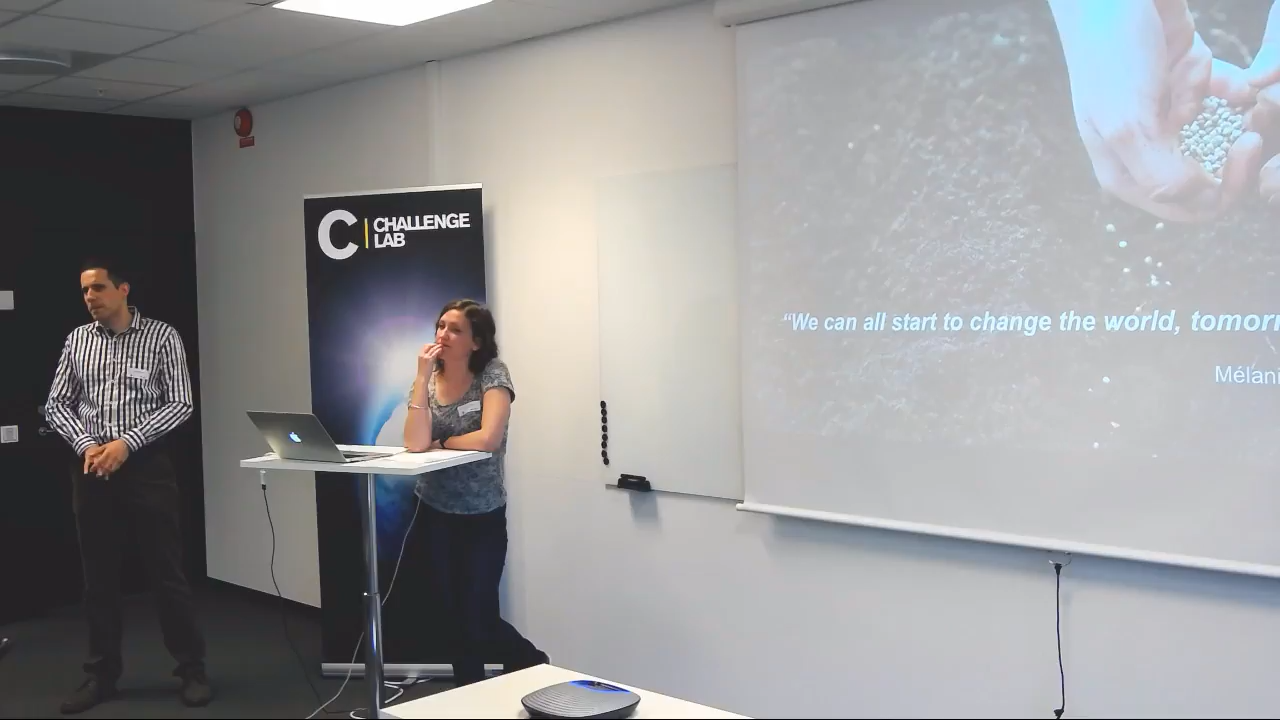 C CHALLENGE
LAB
“We can all start to change the world, tomorr
Mélani